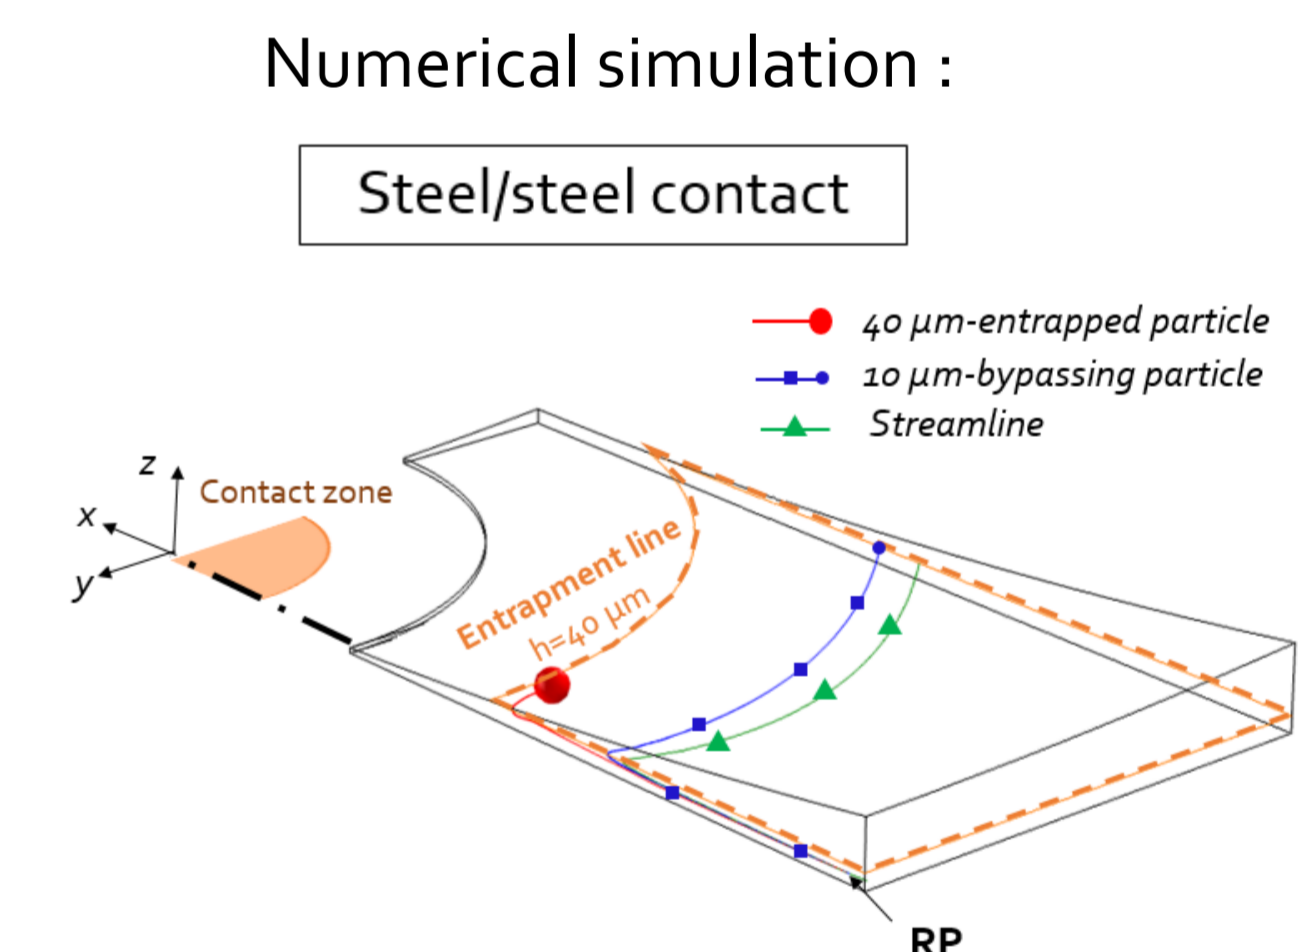 Numerical simulation :
Steel/steel contact
40 µm-entrapped particle
10 µm-bypassing particle
Streamline
z
Contact zone
x
y
Entrapment line
h=40 µm
RP